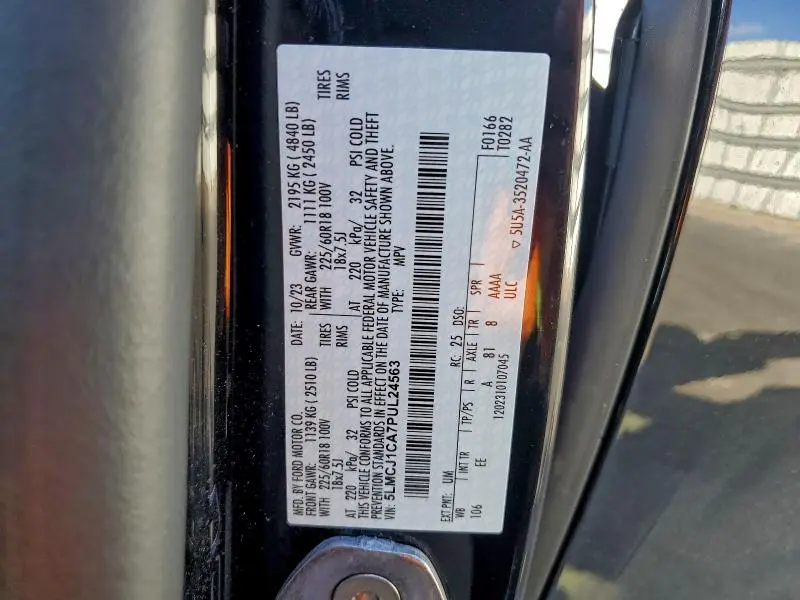 MFD. BY FORD MOTOR CO. DATE: 10/23 GVWR: 2195 KG ( 4840 LB)
FRONT GAWR: 1139 KG ( 2510 LB) REAR GAWR: 1111 KG ( 2450 LB)
WITH 225/60R18 100V TIRES WITH 225/60R18 100V TIRES
18x7.5J RIMS 18x7.5J RIMS
AT 220 kPa/ 32 PSI COLD AT 220 kPa/ 32 PSI COLD
THIS VEHICLE CONFORMS TO ALL APPLICABLE FEDERAL MOTOR VEHICLE SAFETY AND THEFT
PREVENTION STANDARDS IN EFFECT ON THE DATE OF MANUFACTURE SHOWN ABOVE.
VIN: 5LMCJ1CA7PUL24563 TYPE: MPV
EXT PNT: UM RC: 25 DSO: F0166
WB INT TR TP/PS R AXLE TR SPR T0282
106 EE A 81 8 AAAA
ULC
1202310107045
5U5A-3520472-AA